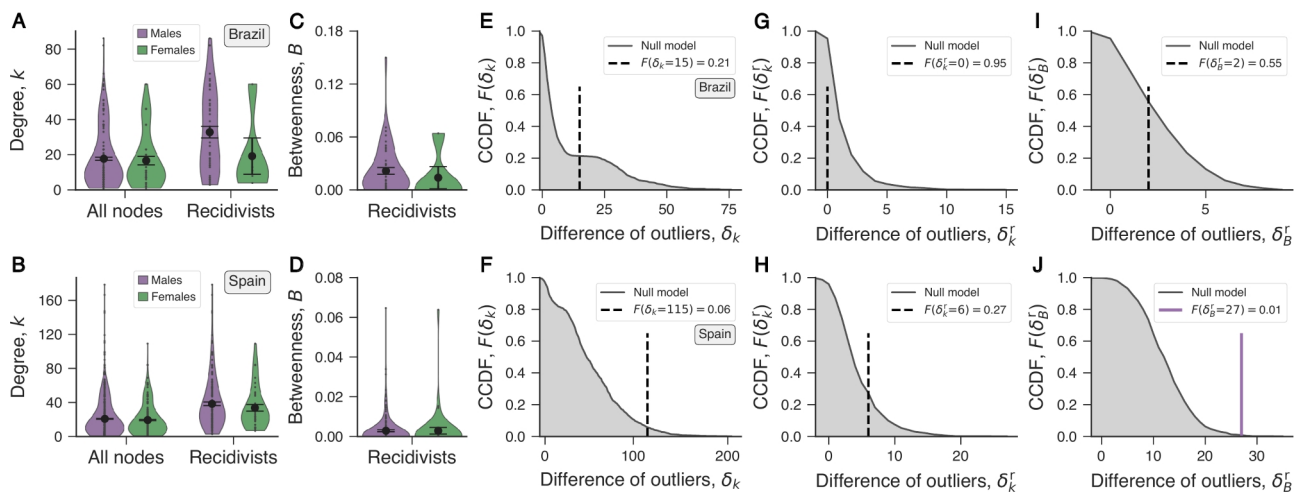 A
Degree, k
80
60
40
20
0
Males
Females
Brazil
All nodes
Recidivists
C
Betweenness, B
0.18
0.12
0.06
0.00
Recidivists
E
CCDF, F(δk)
1.0
0.8
0.6
0.4
0.2
0.0
Null model
F(δk=15) = 0.21
Brazil
0
25
50
75
Difference of outliers, δk
G
CCDF, F(δkʳ)
1.0
0.8
0.6
0.4
0.2
0.0
Null model
F(δkʳ=0) = 0.95
0
5
10
15
Difference of outliers, δkʳ
I
CCDF, F(δBʳ)
1.0
0.8
0.6
0.4
0.2
0.0
Null model
F(δBʳ=2) = 0.55
0
5
Difference of outliers, δBʳ
B
Degree, k
160
120
80
40
0
Males
Females
Spain
All nodes
Recidivists
D
Betweenness, B
0.08
0.06
0.04
0.02
0.00
Recidivists
F
CCDF, F(δk)
1.0
0.8
0.6
0.4
0.2
0.0
Null model
F(δk=115) = 0.06
Spain
0
100
200
Difference of outliers, δk
H
CCDF, F(δkʳ)
1.0
0.8
0.6
0.4
0.2
0.0
Null model
F(δkʳ=6) = 0.27
0
10
20
Difference of outliers, δkʳ
J
CCDF, F(δBʳ)
1.0
0.8
0.6
0.4
0.2
0.0
Null model
F(δBʳ=27) = 0.01
0
10
20
30
Difference of outliers, δBʳ